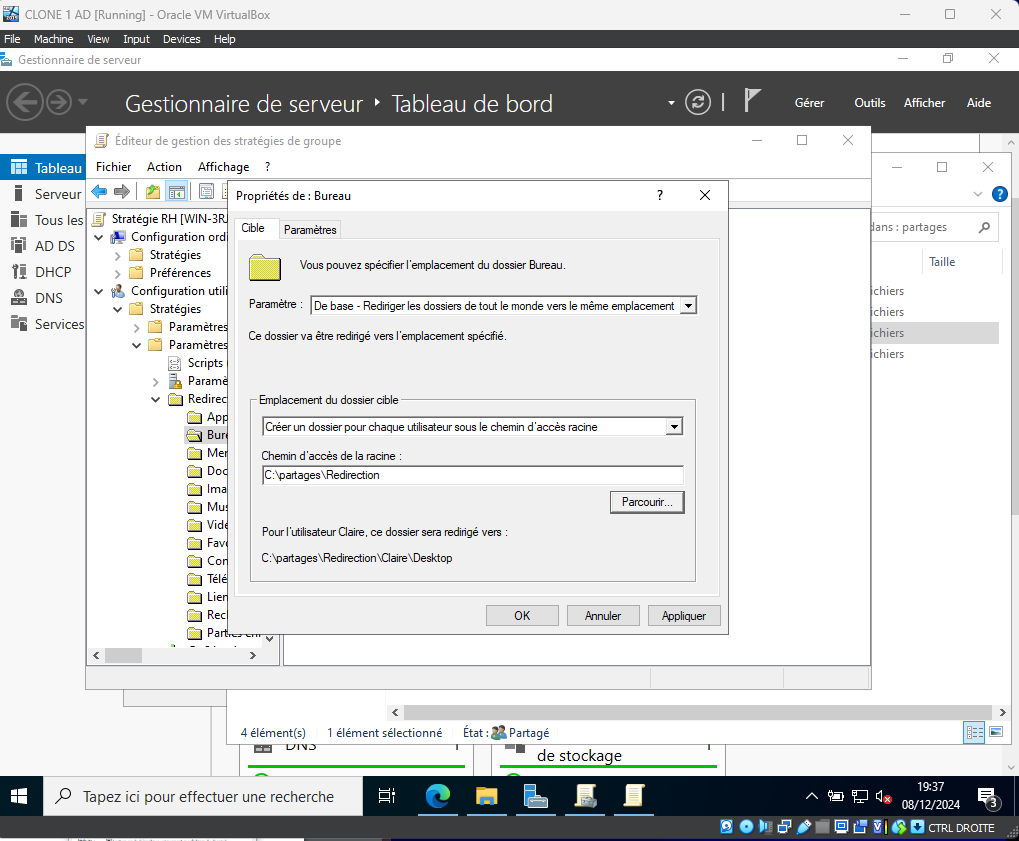 CLONE 1 AD [Running] - Oracle VM VirtualBox
File Machine View Input Devices Help
Gestionnaire de serveur
Gestionnaire de serveur Tableau de bord
Gérer Outils Afficher Aide
Tableau
Serveur
Tous les
AD DS
DHCP
DNS
Services
Éditeur de gestion des stratégies de groupe
Fichier Action Affichage ?
Stratégie RH [WIN-3R
Configuration ordi
Stratégies
Préférences
Configuration utili
Stratégies
Paramètres
Paramètres
Scripts
Paramè
Redirec
App
Bure
Mer
Doc
Ima
Mus
Vidé
Favo
Con
Télé
Lien
Rec
Parties enr
Propriétés de : Bureau
?
Cible
Paramètres
Vous pouvez spécifier l'emplacement du dossier Bureau.
Paramètre :
De base - Rediriger les dossiers de tout le monde vers le même emplacement
Ce dossier va être redirigé vers l'emplacement spécifié.
Emplacement du dossier cible
Créer un dossier pour chaque utilisateur sous le chemin d'accès racine
Chemin d'accès de la racine :
C:\partages\Redirection
Parcourir...
Pour l'utilisateur Claire, ce dossier sera redirigé vers :
C:\partages\Redirection\Claire\Desktop
OK
Annuler
Appliquer
?
dans : partages
Taille
ichiers
ichiers
ichiers
ichiers
4 élément(s) 1 élément sélectionné État : Partagé
DNS
1
de stockage
1
Tapez ici pour effectuer une recherche
19:37
08/12/2024
3
CTRL DROITE